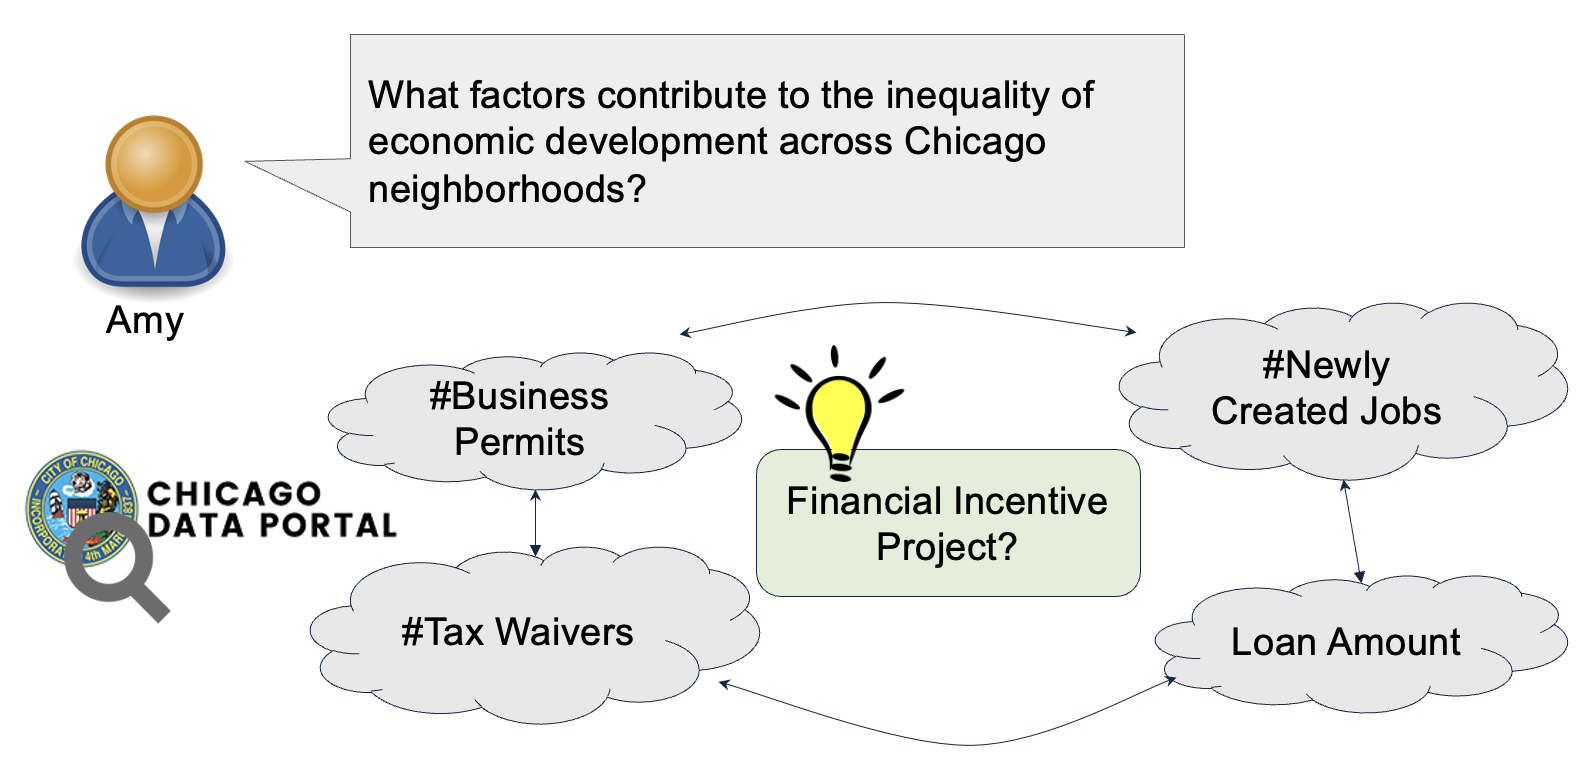 What factors contribute to the inequality of
economic development across Chicago
neighborhoods?
Amy
#Business
Permits
#Newly
Created Jobs
CITY OF CHICAGO
INCORPORATED 4th MARCH 1837
CHICAGO
DATA PORTAL
Financial Incentive
Project?
#Tax Waivers
Loan Amount